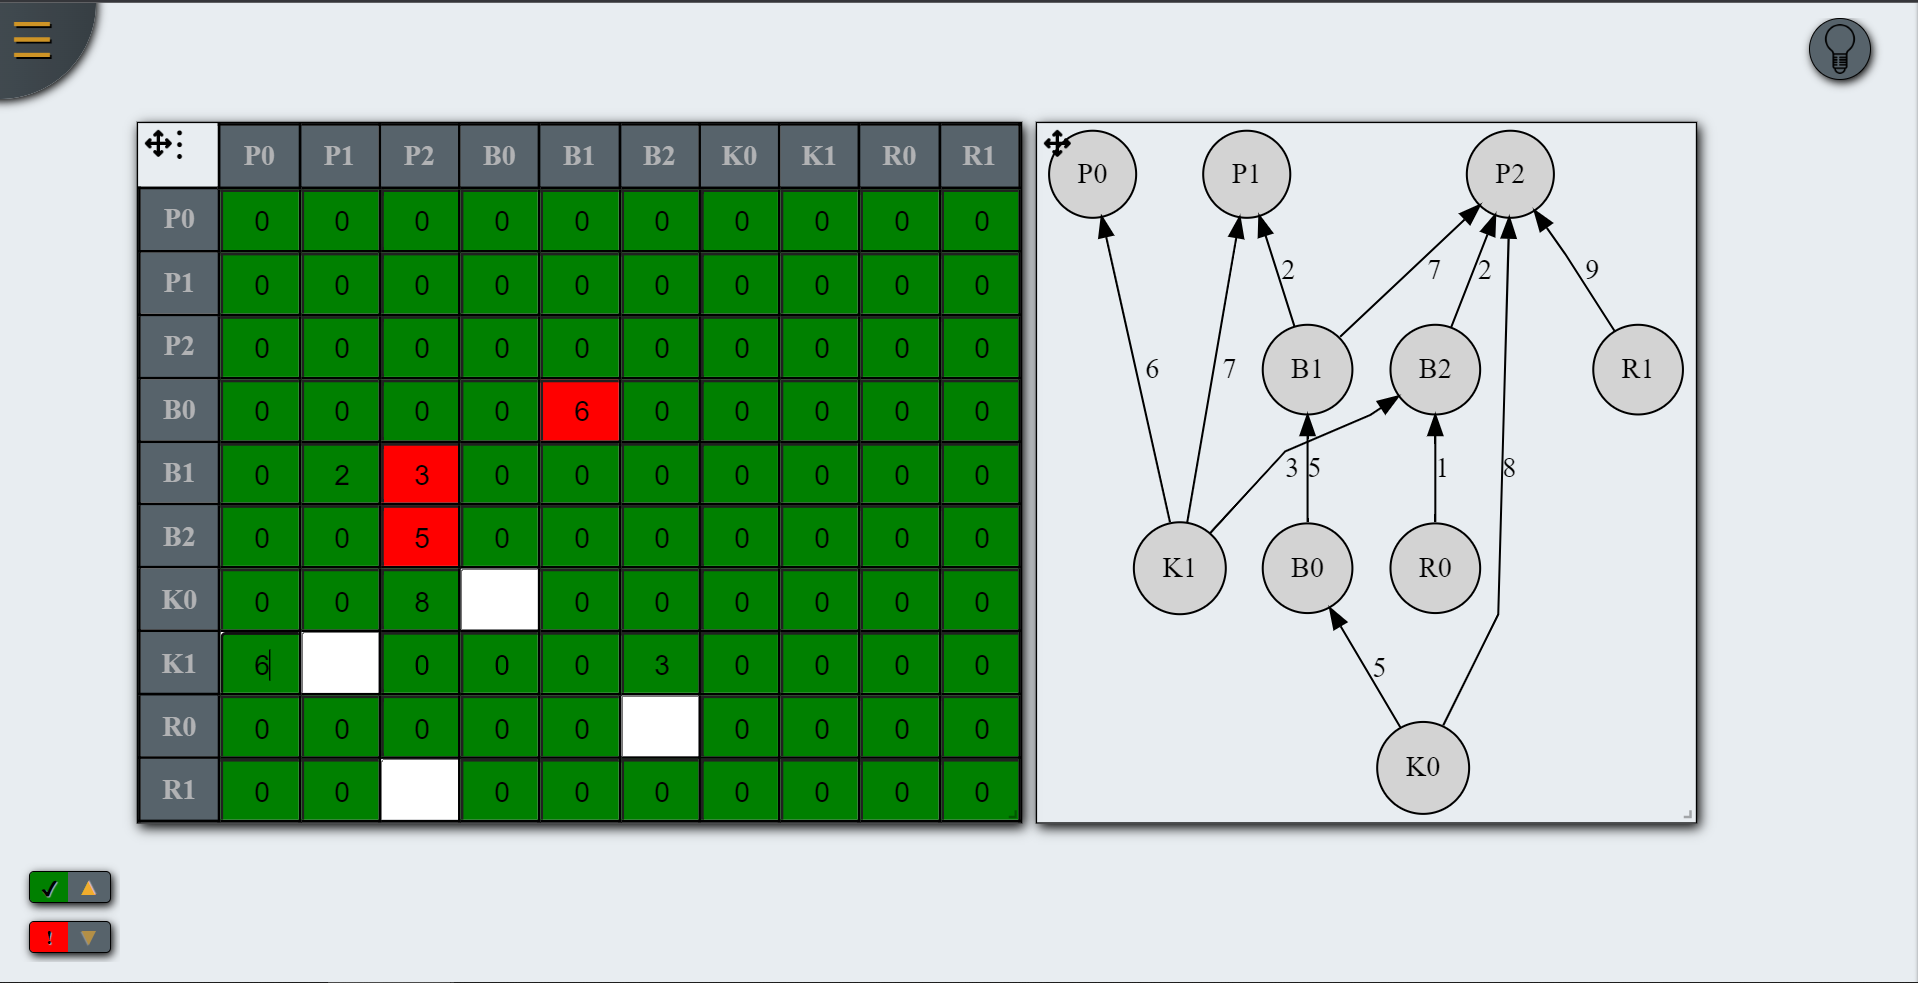 P0 P1 P2 B0 B1 B2 K0 K1 R0 R1
P0 0 0 0 0 0 0 0 0 0 0
P1 0 0 0 0 0 0 0 0 0 0
P2 0 0 0 0 0 0 0 0 0 0
B0 0 0 0 0 6 0 0 0 0 0
B1 0 2 3 0 0 0 0 0 0 0
B2 0 0 5 0 0 0 0 0 0 0
K0 0 0 8 0 0 0 0 0 0
K1 6 0 0 0 3 0 0 0 0
R0 0 0 0 0 0 0 0 0 0
R1 0 0 0 0 0 0 0 0 0
P0 P1 P2
2 7 2 9
6 7 B1 B2 R1
3 5 1 8
K1 B0 R0
5
K0
!